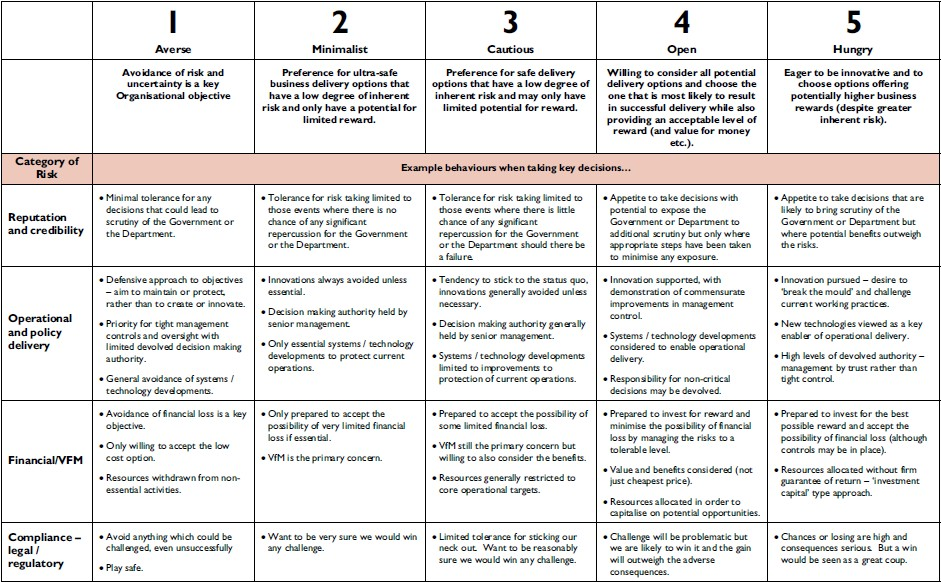 1
Averse
2
Minimalist
3
Cautious
4
Open
5
Hungry
Avoidance of risk and
uncertainty is a key
Organisational objective
Preference for ultra-safe
business delivery options that
have a low degree of inherent
risk and only have a potential for
limited reward.
Preference for safe delivery
options that have a low degree of
inherent risk and may only have
limited potential for reward.
Willing to consider all potential
delivery options and choose the
one that is most likely to result
in successful delivery while also
providing an acceptable level of
reward (and value for money
etc.).
Eager to be innovative and to
choose options offering
potentially higher business
rewards (despite greater
inherent risk).
Category of
Risk
Example behaviours when taking key decisions…
Reputation
and credibility
• Minimal tolerance for any
decisions that could lead to
scrutiny of the Government or
the Department.
• Tolerance for risk taking limited to
those events where there is no
chance of any significant
repercussion for the Government
or the Department.
• Tolerance for risk taking limited to
those events where there is little
chance of any significant
repercussion for the Government
or the Department should there be
a failure.
• Appetite to take decisions with
potential to expose the
Government or Department to
additional scrutiny but only where
appropriate steps have been taken
to minimise any exposure.
• Appetite to take decisions that are
likely to bring scrutiny of the
Government or Department but
where potential benefits outweigh
the risks.
Operational
and policy
delivery
• Defensive approach to objectives
– aim to maintain or protect,
rather than to create or innovate.
• Priority for tight management
controls and oversight with
limited devolved decision making
authority.
• General avoidance of systems /
technology developments.
• Innovations always avoided unless
essential.
• Decision making authority held by
senior management.
• Only essential systems / technology
developments to protect current
operations.
• Tendency to stick to the status quo,
innovations generally avoided unless
necessary.
• Decision making authority generally
held by senior management.
• Systems / technology developments
limited to improvements to
protection of current operations.
• Innovation supported, with
demonstration of commensurate
improvements in management
control.
• Systems / technology developments
considered to enable operational
delivery.
• Responsibility for non-critical
decisions may be devolved.
• Innovation pursued – desire to
‘break the mould’ and challenge
current working practices.
• New technologies viewed as a key
enabler of operational delivery.
• High levels of devolved authority –
management by trust rather than
tight control.
Financial/VFM
• Avoidance of financial loss is a key
objective.
• Only willing to accept the low
cost option.
• Resources withdrawn from non-
essential activities.
• Only prepared to accept the
possibility of very limited financial
loss if essential.
• VfM is the primary concern.
• Prepared to accept the possibility of
some limited financial loss.
• VfM still the primary concern but
willing to also consider the benefits.
• Resources generally restricted to
core operational targets.
• Prepared to invest for reward and
minimise the possibility of financial
loss by managing the risks to a
tolerable level.
• Value and benefits considered (not
just cheapest price).
• Resources allocated in order to
capitalise on potential opportunities.
• Prepared to invest for the best
possible reward and accept the
possibility of financial loss (although
controls may be in place).
• Resources allocated without firm
guarantee of return – ‘investment
capital’ type approach.
Compliance –
legal /
regulatory
• Avoid anything which could be
challenged, even unsuccessfully
• Play safe.
• Want to be very sure we would win
any challenge.
• Limited tolerance for sticking our
neck out. Want to be reasonably
sure we would win any challenge.
• Challenge will be problematic but
we are likely to win it and the gain
will outweigh the adverse
consequences.
• Chances or losing are high and
consequences serious. But a win
would be seen as a great coup.